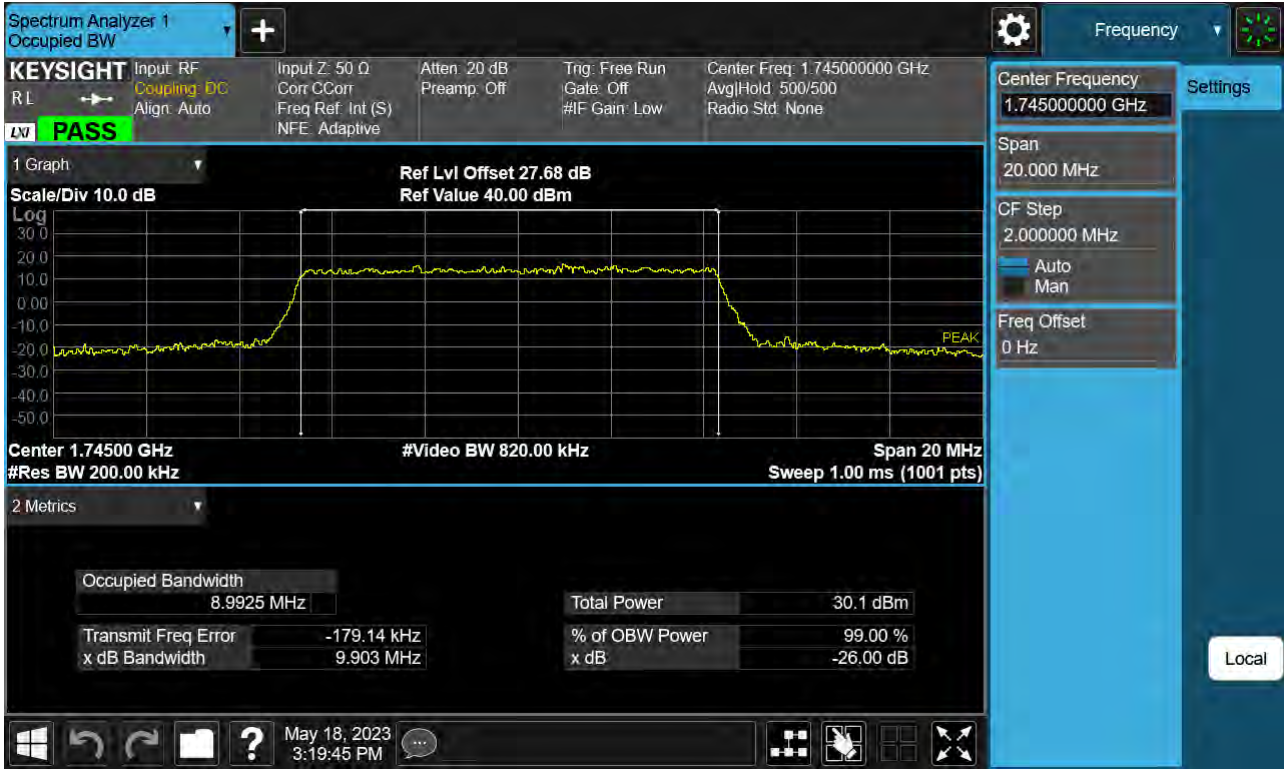 Spectrum Analyzer 1
Occupied BW
+
Frequency
KEYSIGHT
RL
LXI
PASS
Input: RF
Coupling: DC
Align: Auto
Input Z: 50 Ω
Corr CCorr
Freq Ref: Int (S)
NFE: Adaptive
Atten: 20 dB
Preamp: Off
Trig: Free Run
Gate: Off
#IF Gain: Low
Center Freq: 1.745000000 GHz
Avg|Hold: 500/500
Radio Std: None
Center Frequency
1.745000000 GHz
Settings
Span
20.000 MHz
CF Step
2.000000 MHz
Auto
Man
Freq Offset
0 Hz
Local
1 Graph
Scale/Div 10.0 dB
Ref Lvl Offset 27.68 dB
Ref Value 40.00 dBm
Log
30.0
20.0
10.0
0.00
-10.0
-20.0
-30.0
-40.0
-50.0
PEAK
Center 1.74500 GHz
#Video BW 820.00 kHz
Span 20 MHz
#Res BW 200.00 kHz
Sweep 1.00 ms (1001 pts)
2 Metrics
Occupied Bandwidth
8.9925 MHz
Total Power 30.1 dBm
Transmit Freq Error -179.14 kHz
% of OBW Power 99.00 %
x dB Bandwidth 9.903 MHz
x dB -26.00 dB
?
May 18, 2023
3:19:45 PM